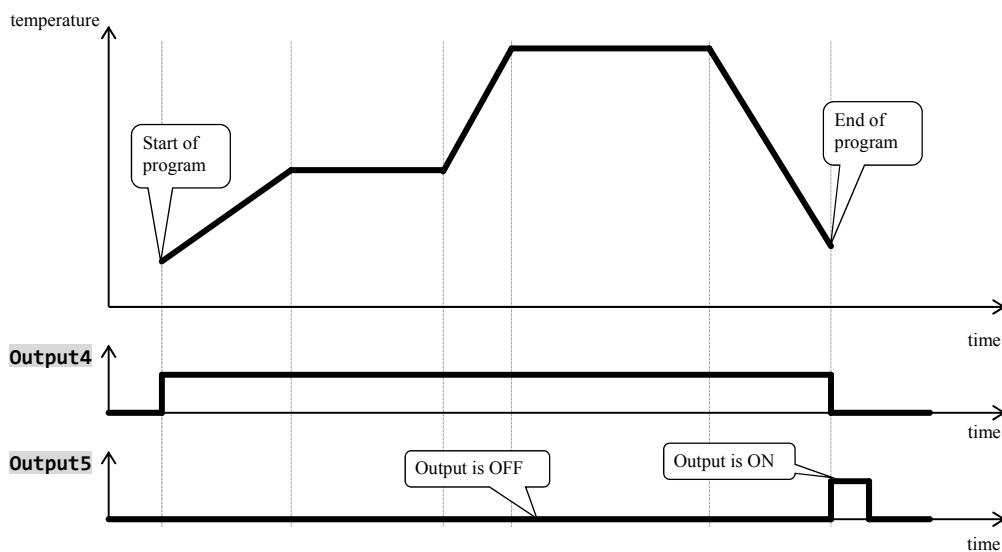 temperature
Start of
program
End of
program
time
Output4
time
Output5
Output is OFF
Output is ON
time